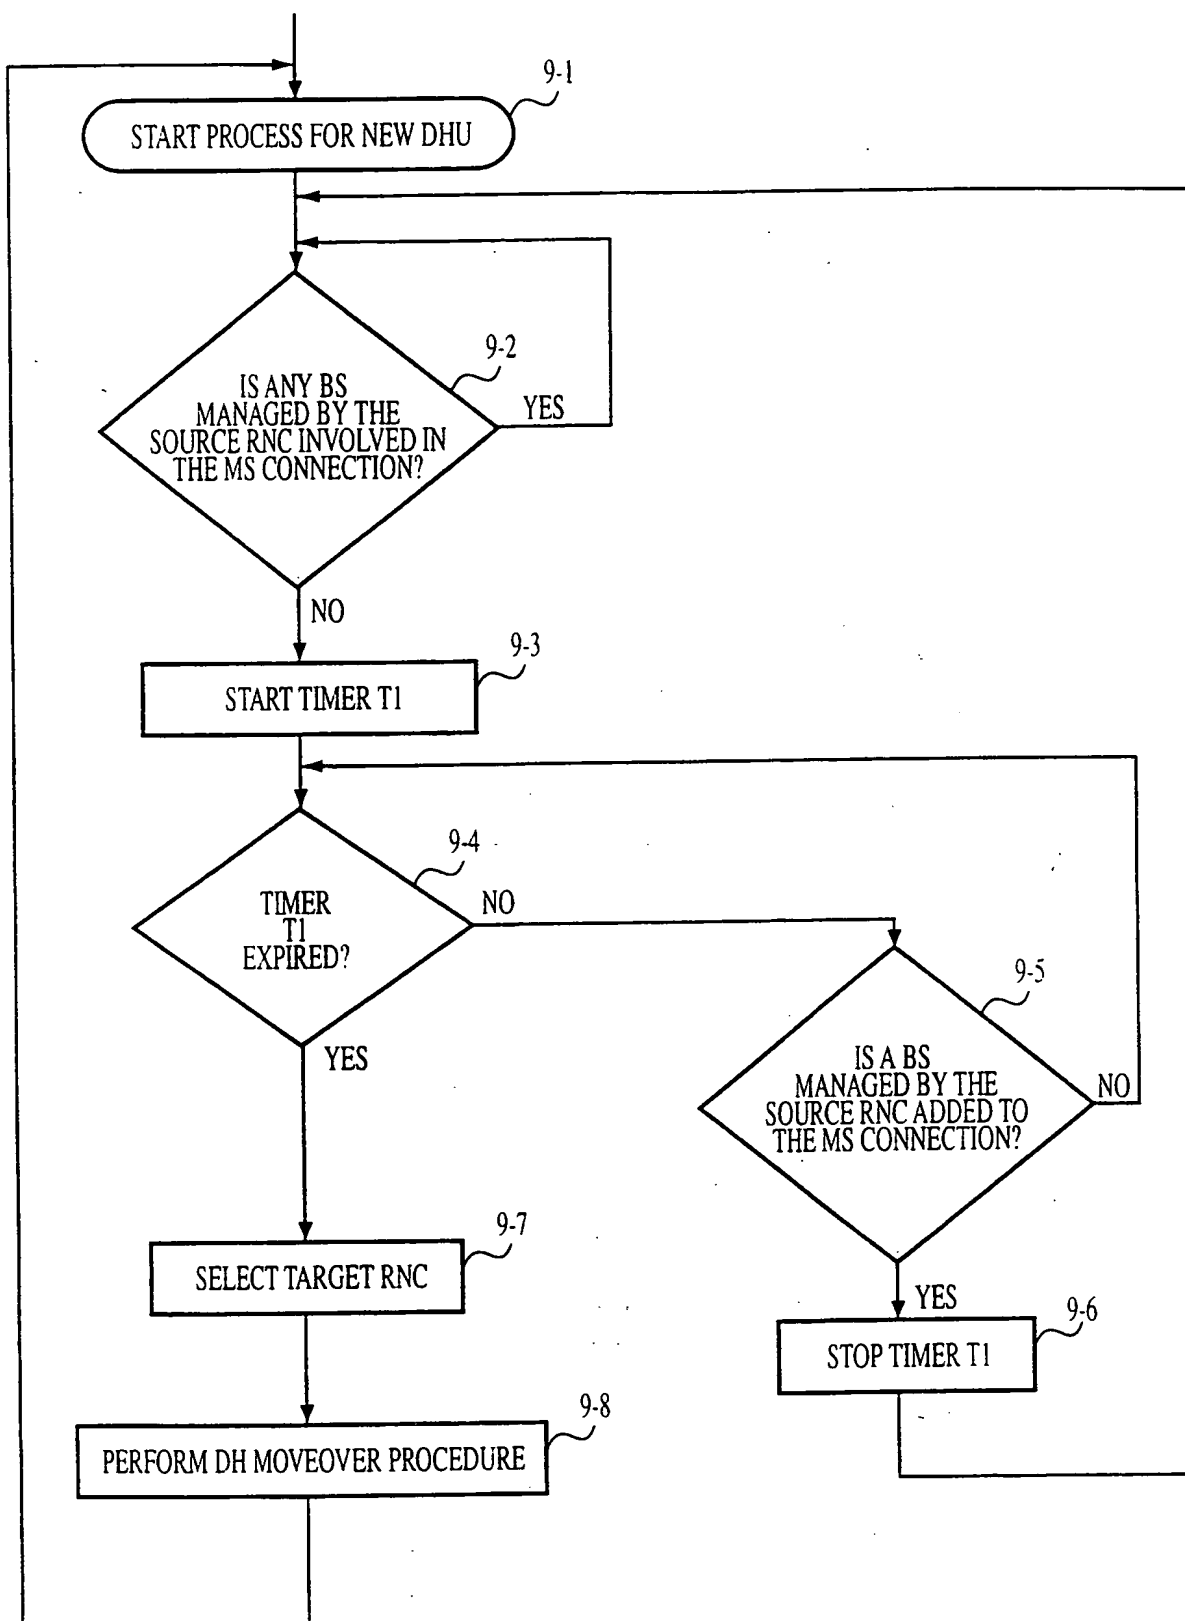 9-1
START PROCESS FOR NEW DHU
9-2
IS ANY BS
MANAGED BY THE
SOURCE RNC INVOLVED IN
THE MS CONNECTION?
YES
NO
9-3
START TIMER T1
9-4
TIMER
T1
EXPIRED?
NO
YES
9-5
IS A BS
MANAGED BY THE
SOURCE RNC ADDED TO
THE MS CONNECTION?
NO
YES
9-6
STOP TIMER T1
9-7
SELECT TARGET RNC
9-8
PERFORM DH MOVEOVER PROCEDURE